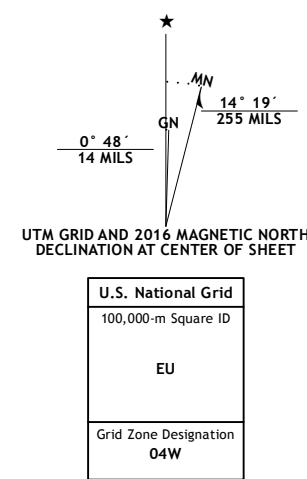 MN
GN
0° 48´
14 MILS
14° 19´
255 MILS
UTM GRID AND 2016 MAGNETIC NORTH
DECLINATION AT CENTER OF SHEET
U.S. National Grid
100,000-m Square ID
EU
Grid Zone Designation
04W